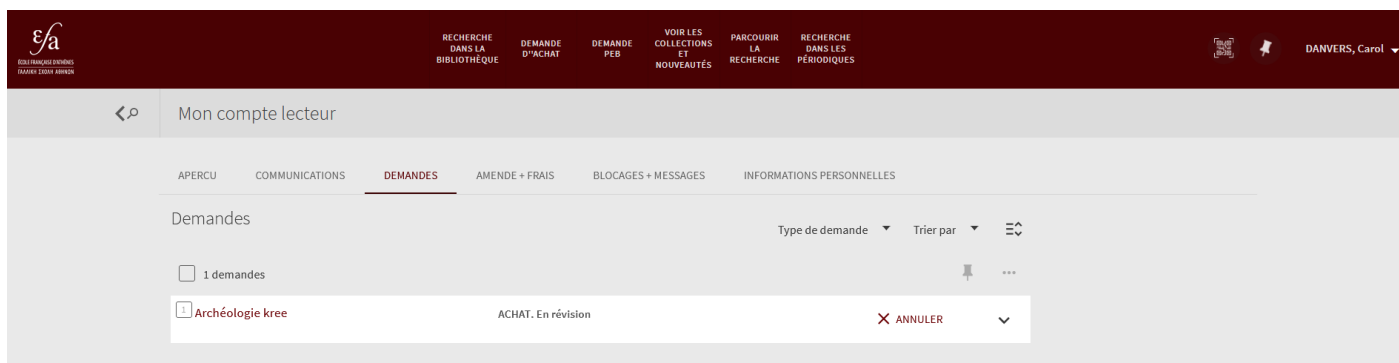 εfa
ÉCOLE FRANÇAISE D'ATHÈNES
ΓΑΛΛΙΚΗ ΣΧΟΛΗ ΑΘΗΝΩΝ
RECHERCHE
DANS LA
BIBLIOTHÈQUE
DEMANDE
D"ACHAT
DEMANDE
PEB
VOIR LES
COLLECTIONS
ET
NOUVEAUTÉS
PARCOURIR
LA
RECHERCHE
RECHERCHE
DANS LES
PÉRIODIQUES
DANVERS, Carol
Mon compte lecteur
APERCU COMMUNICATIONS DEMANDES AMENDE + FRAIS BLOCAGES + MESSAGES INFORMATIONS PERSONNELLES
Demandes
Type de demande Trier par
1 demandes
1 Archéologie kree ACHAT. En révision ANNULER